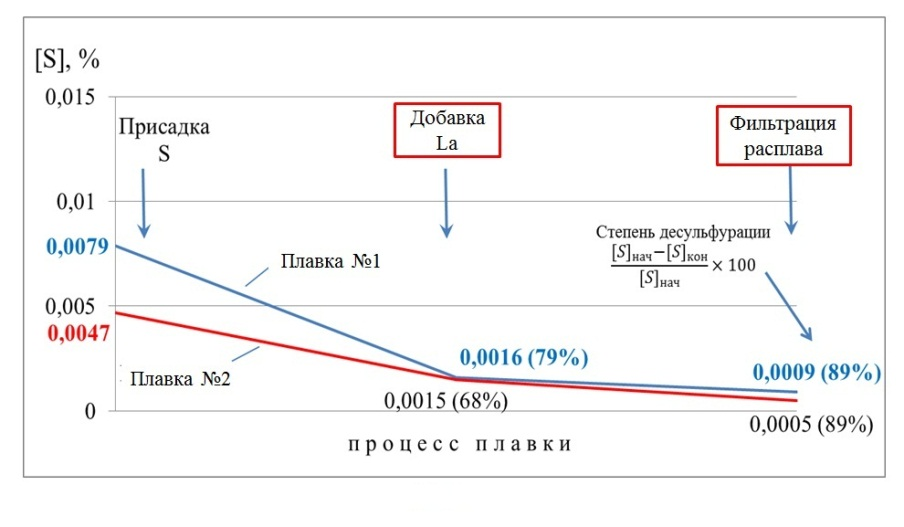 [S], %
0,015
Присадка
S
Добавка
La
Фильтрация
расплава
0,01
0,0079
Плавка №1
Степень десульфурации
[S]нач−[S]кон
[S]нач
× 100
0,005
0,0047
Плавка №2
0,0016 (79%)
0,0009 (89%)
0,0015 (68%)
0
0,0005 (89%)
процесс плавки